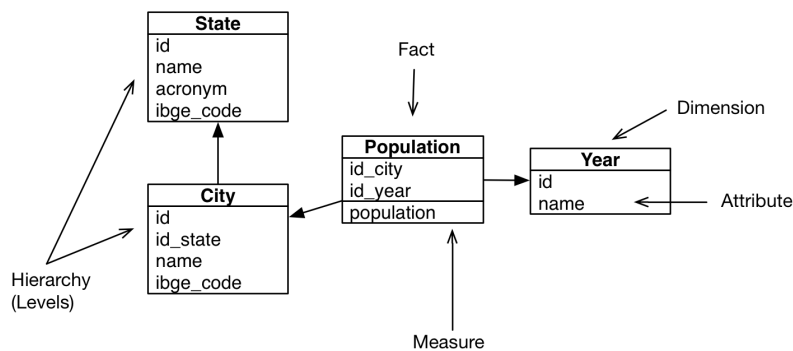 State
id
name
acronym
ibge_code
Fact
Dimension
Population
id_city
id_year
population
Year
id
name
Attribute
City
id
id_state
name
ibge_code
Hierarchy
(Levels)
Measure